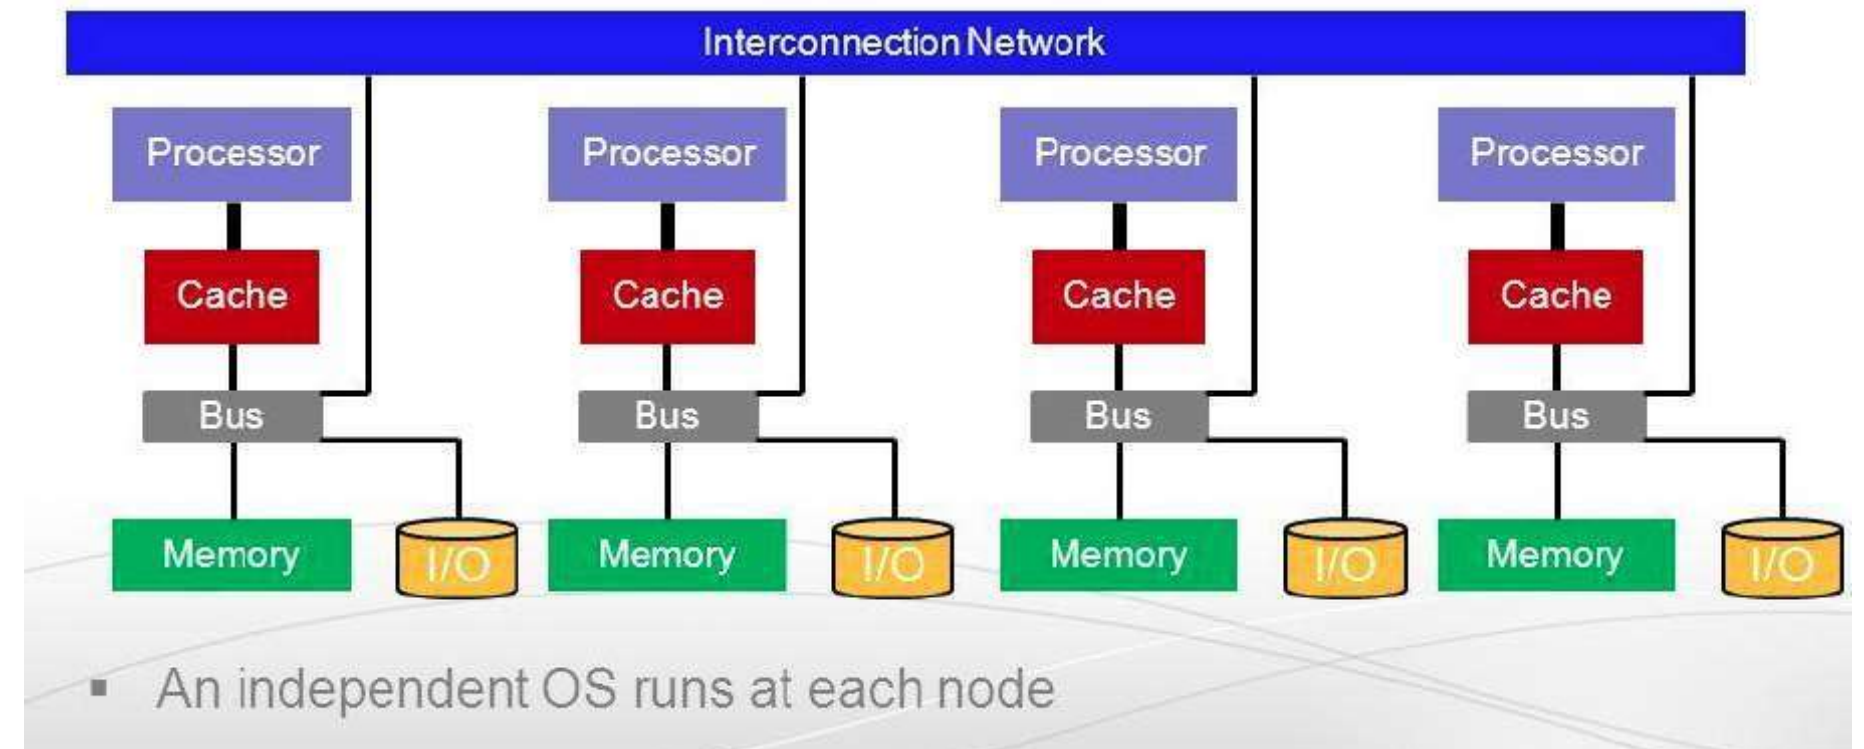 Interconnection Network
Processor Processor Processor Processor
Cache Cache Cache Cache
Bus Bus Bus Bus
Memory I/O Memory I/O Memory I/O Memory I/O
▪ An independent OS runs at each node